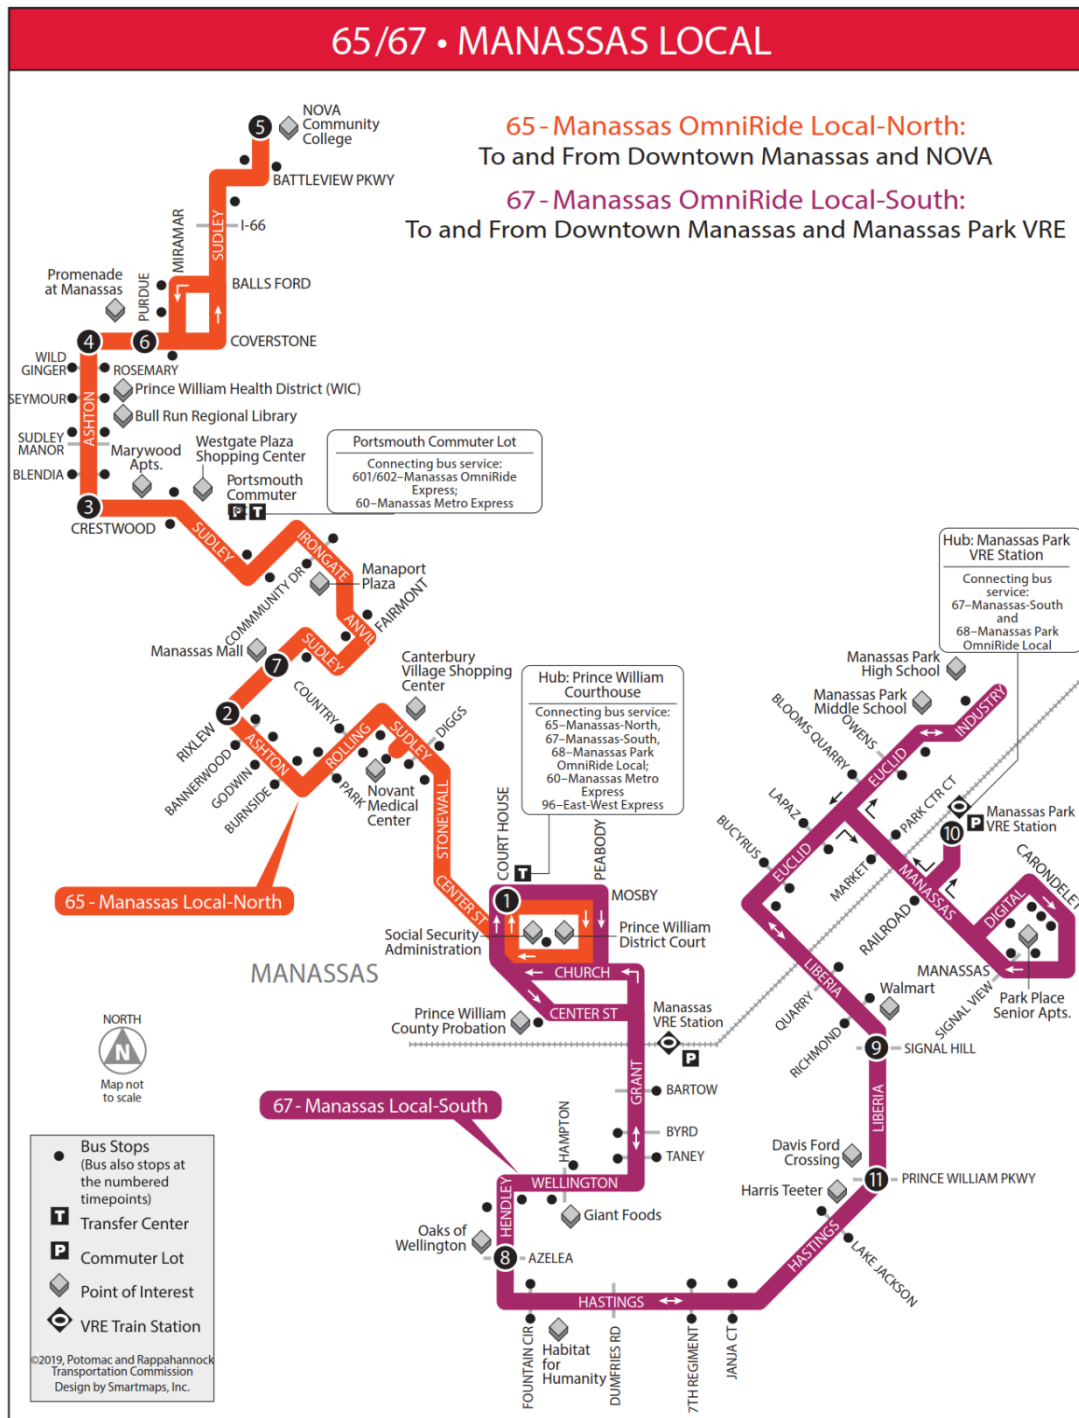 65/67 • MANASSAS LOCAL
65 - Manassas OmniRide Local-North:
To and From Downtown Manassas and NOVA
67 - Manassas OmniRide Local-South:
To and From Downtown Manassas and Manassas Park VRE
5
NOVA
Community
College
BATTLEVIEW PKWY
MIRAMAR
SUDLEY
I-66
Promenade
at Manassas
PURDUE
BALLS FORD
4
6
COVERSTONE
WILD
GINGER
ROSEMARY
Prince William Health District (WIC)
SEYMOUR
ASHTON
Bull Run Regional Library
SUDLEY
MANOR
Marywood
Apts.
Westgate Plaza
Shopping Center
BLENDIA
Portsmouth
Commuter
P T
Portsmouth Commuter Lot
Connecting bus service:
601/602–Manassas OmniRide
Express;
60–Manassas Metro Express
3
CRESTWOOD
SUDLEY
IRONGATE
COMMMUNITY DR
Manaport
Plaza
ANVIL
FAIRMONT
Manassas Mall
SUDLEY
7
Canterbury
Village Shopping
Center
2
RIXLEW
COUNTRY
ROLLING
SUDLEY
DIGGS
ASHTON
BANNERWOOD
GODWIN
BURNSIDE
PARK
Novant
Medical
Center
STONEWALL
65 - Manassas Local-North
CENTER ST
Hub: Prince William
Courthouse
Connecting bus service:
65–Manassas-North,
67–Manassas-South,
68–Manassas Park
OmniRide Local;
60–Manassas Metro
Express
96–East-West Express
COURT HOUSE
T
PEABODY
1
MOSBY
Social Security
Administration
Prince William
District Court
MANASSAS
CHURCH
CENTER ST
Prince William
County Probation
Manassas
VRE Station
P
Hub: Manassas Park
VRE Station
Connecting bus
service:
67–Manassas-South
and
68–Manassas Park
OmniRide Local
Manassas Park
High School
Manassas Park
Middle School
INDUSTRY
OWENS
BLOOMS QUARRY
EUCLID
LAPAZ
PARK CTR CT
BUCYRUS
EUCLID
10
P
Manassas Park
VRE Station
MARKET
MANASSAS
CARONDELET
RAILROAD
DIGITAL
LIBERIA
QUARRY
RICHMOND
Walmart
MANASSAS
SIGNAL VIEW
Park Place
Senior Apts.
9
SIGNAL HILL
LIBERIA
GRANT
BARTOW
BYRD
TANEY
67 - Manassas Local-South
HAMPTON
WELLINGTON
HENDLEY
Giant Foods
Oaks of
Wellington
8
AZELEA
Davis Ford
Crossing
Harris Teeter
11
PRINCE WILLIAM PKWY
HASTINGS
LAKE JACKSON
HASTINGS
FOUNTAIN CIR
Habitat
for
Humanity
DUMFRIES RD
7TH REGIMENT
JANJA CT
NORTH
N
Map not
to scale
Bus Stops
(Bus also stops at
the numbered
timepoints)
T Transfer Center
P Commuter Lot
Point of Interest
VRE Train Station
©2019, Potomac and Rappahannock
Transportation Commission
Design by Smartmaps, Inc.